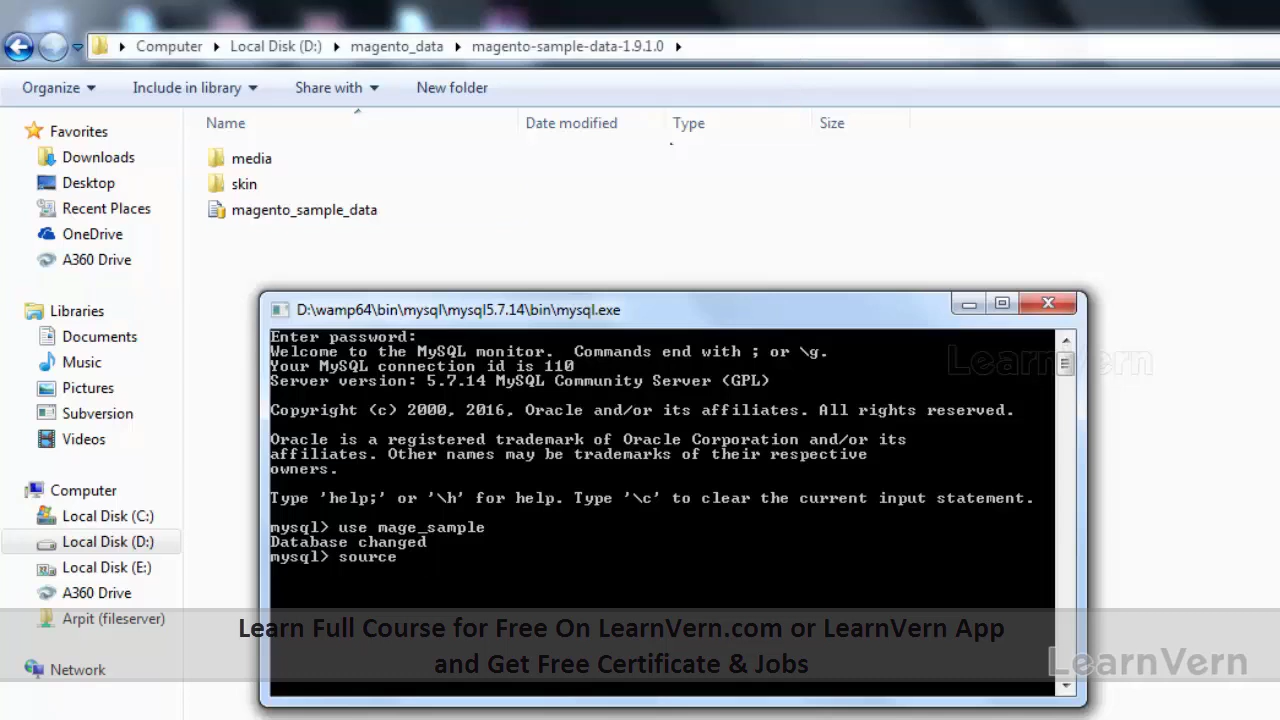 Computer Local Disk (D:) magento_data magento-sample-data-1.9.1.0
Organize Include in library Share with New folder
Name Date modified Type Size
Favorites
Downloads
Desktop
Recent Places
OneDrive
A360 Drive
Libraries
Documents
Music
Pictures
Subversion
Videos
Computer
Local Disk (C:)
Local Disk (D:)
Local Disk (E:)
A360 Drive
Arpit (fileserver)
Network
media
skin
magento_sample_data
D:\wamp64\bin\mysql\mysql5.7.14\bin\mysql.exe
Enter password:
Welcome to the MySQL monitor.  Commands end with ; or \g.
Your MySQL connection id is 110
Server version: 5.7.14 MySQL Community Server (GPL)
Copyright (c) 2000, 2016, Oracle and/or its affiliates. All rights reserved.
Oracle is a registered trademark of Oracle Corporation and/or its
affiliates. Other names may be trademarks of their respective
owners.
Type 'help;' or '\h' for help. Type '\c' to clear the current input statement.
mysql> use mage_sample
Database changed
mysql> source
LearnVern
Learn Full Course for Free On LearnVern.com or LearnVern App
and Get Free Certificate & Jobs
LearnVern